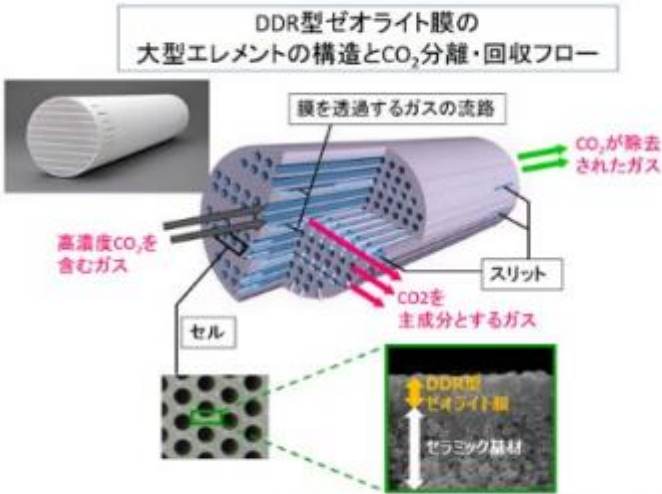 DDR型ゼオライト膜の
大型エレメントの構造とCO₂分離・回収フロー
膜を透過するガスの流路
CO₂が除去
されたガス
高濃度CO₂を
含むガス
スリット
CO2を
主成分とするガス
セル
DDR型
ゼオライト膜
セラミック基材